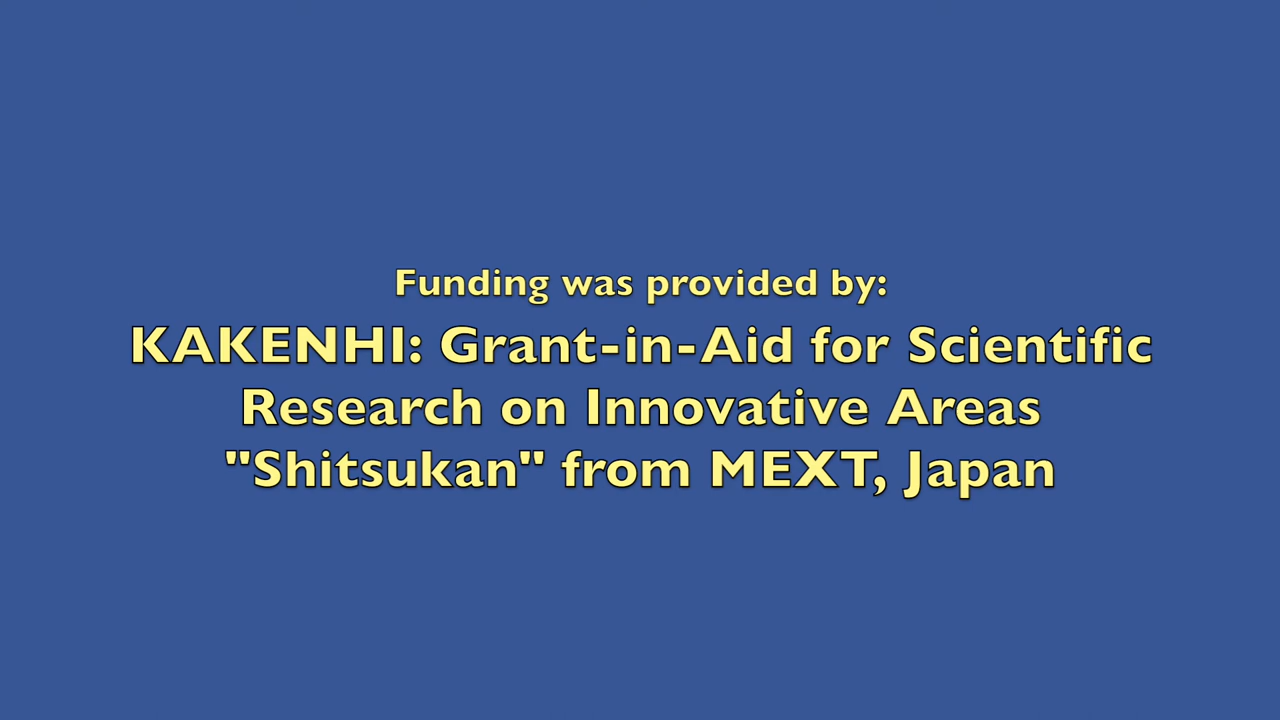 Funding was provided by:
KAKENHI: Grant-in-Aid for Scientific
Research on Innovative Areas
"Shitsukan" from MEXT, Japan